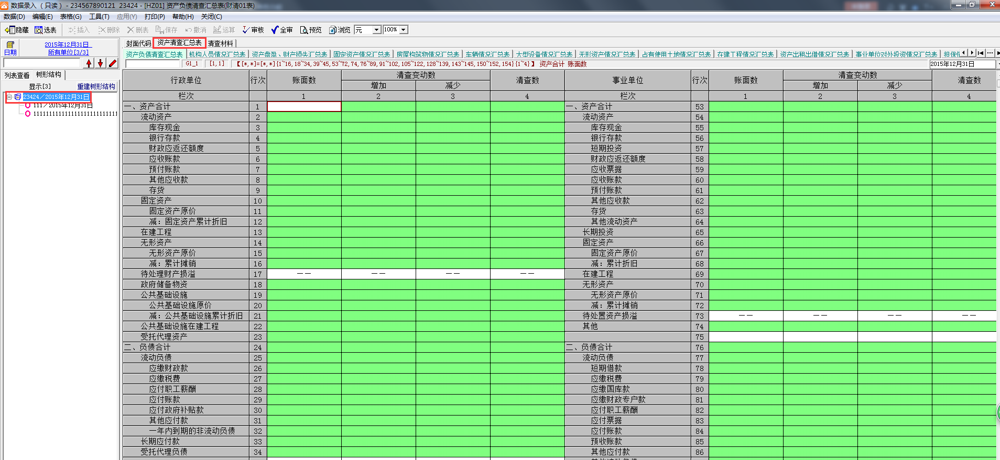 数据录入 （ 只读 ） - 234567890121  23424 - [HZ01] 资产负债清查汇总表(财清01表)
数据(D) 编辑(E) 表格(G) 工具(T) 应用(Y) 打印(P) 帮助(H) 关闭(C)
隐藏 选表 插入 删除 删表 保存 撤消 运算 审核 全审 预览 浏览 元 100%
日期 2015年12月31日
所有单位[3/3]
封面代码 资产清查汇总表 清查材料
资产负债清查汇总表 机构人员情况汇总表 资产盘盈、财产损失汇总表 固定资产情况汇总表 房屋构筑物情况汇总表 车辆情况汇总表 大型设备情况汇总表 无形资产情况汇总表 占有使用土地情况汇总表 在建工程情况汇总表 资产出租出借情况汇总表 事业单位对外投资情况汇总表 担保
G1_1 [1,1] 【[*,*]=[*,*]{1~16,18~34,39~45,53~72,74,76~89,91~102,105~122,128~139,143~145,150~152,154}{1~4}】 资产合计 账面数 2015年12月31日
列表查看 树形结构
显示[3] 重建树形结构
23424／2015年12月31日
111／2015年12月31日
行政单位 行次 账面数 清查变动数 清查数 事业单位 行次 账面数 清查变动数 清查数
增加 减少 增加 减少
栏次 1 2 3 4 栏次 1 2 3 4
一、资产合计 1 一、资产合计 53
流动资产 2 流动资产 54
库存现金 3 库存现金 55
银行存款 4 银行存款 56
财政应返还额度 5 短期投资 57
应收账款 6 财政应返还额度 58
预付账款 7 应收票据 59
其他应收款 8 应收账款 60
存货 9 预付账款 61
固定资产 10 其他应收款 62
固定资产原价 11 存货 63
减：固定资产累计折旧 12 其他流动资产 64
在建工程 13 长期投资 65
无形资产 14 固定资产 66
无形资产原价 15 固定资产原价 67
减：累计摊销 16 减：累计折旧 68
待处理财产损溢 17 —— —— —— —— 在建工程 69
政府储备物资 18 无形资产 70
公共基础设施 19 无形资产原价 71
公共基础设施原价 20 减：累计摊销 72
减：公共基础设施累计折旧 21 待处置资产损溢 73 —— —— —— ——
公共基础设施在建工程 22 其他 74
受托代理资产 23 75
二、负债合计 24 二、负债合计 76
流动负债 25 流动负债 77
应缴财政款 26 短期借款 78
应缴税费 27 应缴税费 79
应付职工薪酬 28 应缴国库款 80
应付账款 29 应缴财政专户款 81
应付政府补贴款 30 应付职工薪酬 82
其他应付款 31 应付票据 83
一年内到期的非流动负债 32 应付账款 84
长期应付款 33 预收账款 85
受托代理负债 34 其他应付款 86